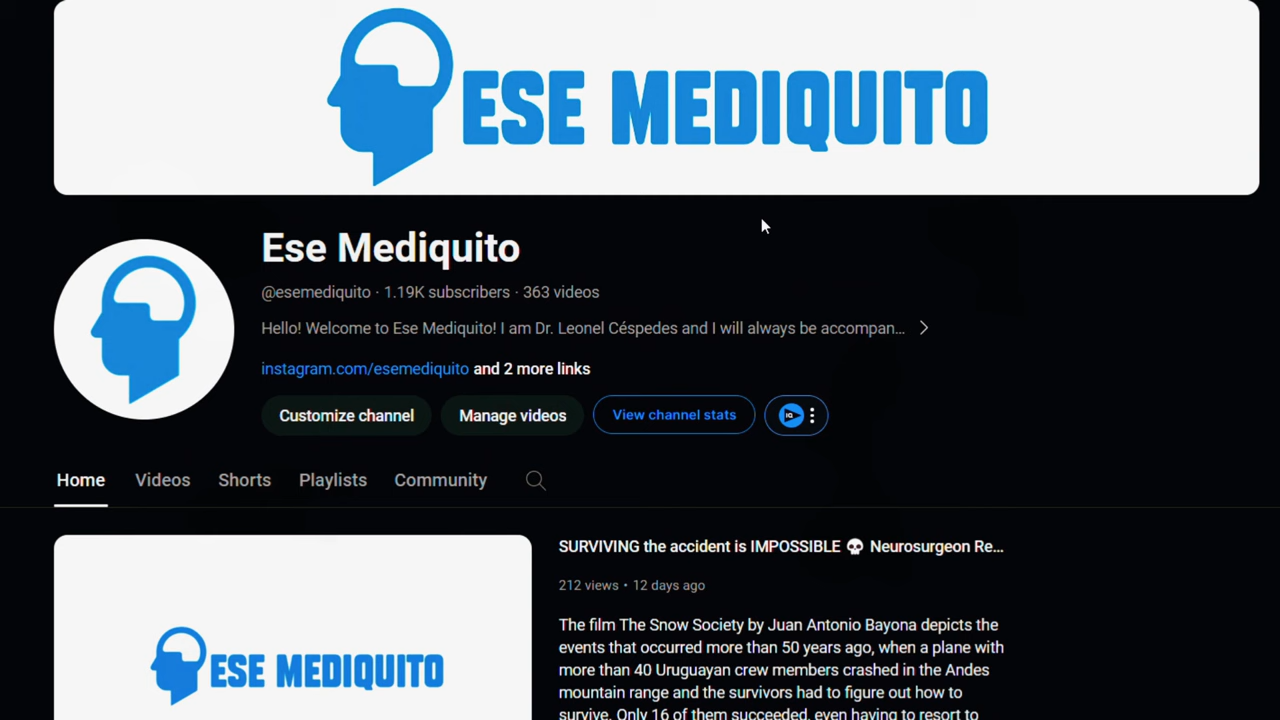 ESE MEDIQUITO
Ese Mediquito
@esemediquito · 1.19K subscribers · 363 videos
Hello! Welcome to Ese Mediquito! I am Dr. Leonel Céspedes and I will always be accompan...
instagram.com/esemediquito and 2 more links
Customize channel Manage videos View channel stats IQ
Home Videos Shorts Playlists Community
SURVIVING the accident is IMPOSSIBLE 💀 Neurosurgeon Re...
212 views • 12 days ago
The film The Snow Society by Juan Antonio Bayona depicts the
events that occurred more than 50 years ago, when a plane with
more than 40 Uruguayan crew members crashed in the Andes
mountain range and the survivors had to figure out how to
survive. Only 16 of them succeeded, even having to resort to
ESE MEDIQUITO